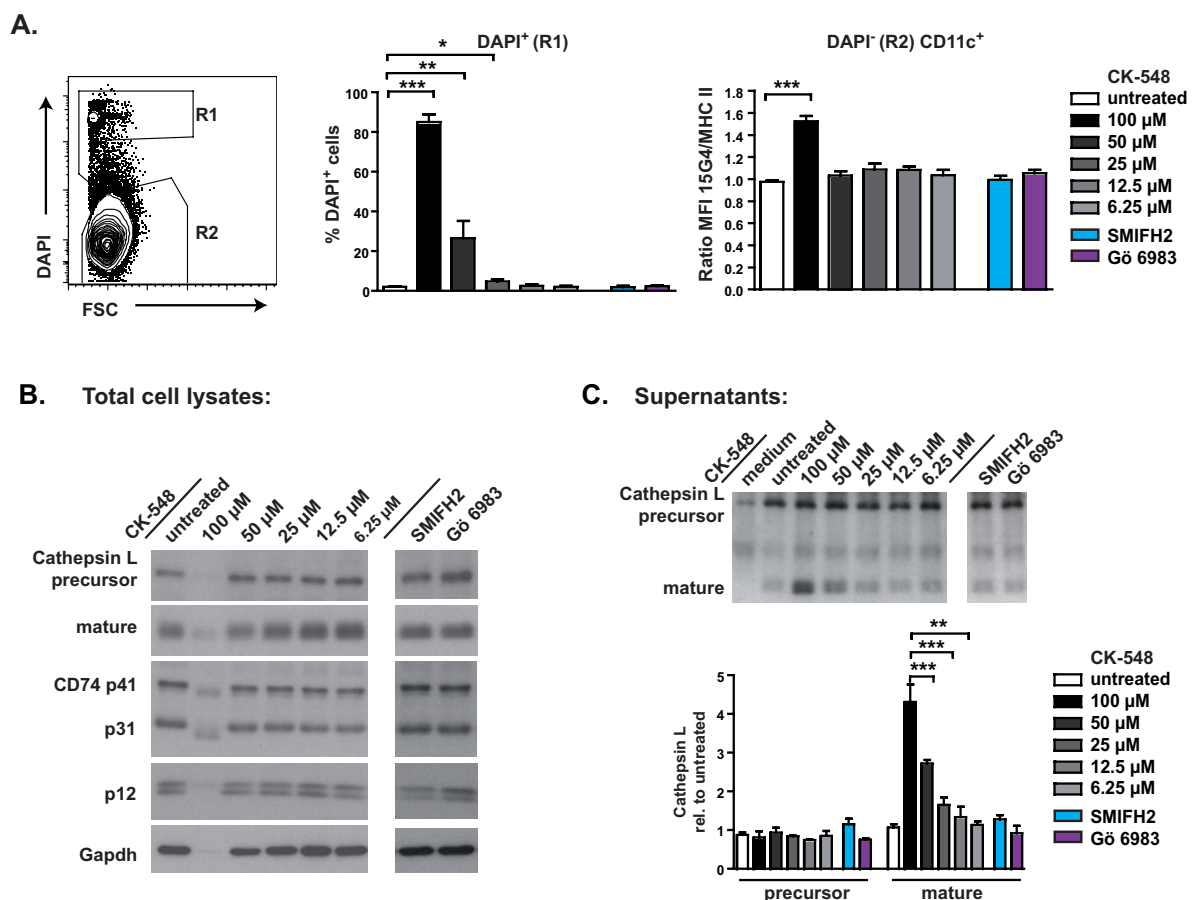 A.
DAPI
FSC
R1
R2
DAPI+ (R1)
*
**
***
% DAPI+ cells
100
80
60
40
20
0
DAPI- (R2) CD11c+
***
Ratio MFI 15G4/MHC II
1.8
1.6
1.4
1.2
1.0
0.8
0.6
0.4
0.2
0.0
CK-548
untreated
100 µM
50 µM
25 µM
12.5 µM
6.25 µM
SMIFH2
Gö 6983
B. Total cell lysates:
CK-548
untreated
100 µM
50 µM
25 µM
12.5 µM
6.25 µM
SMIFH2
Gö 6983
Cathepsin L
precursor
mature
CD74 p41
p31
p12
Gapdh
C. Supernatants:
CK-548
medium
untreated
100 µM
50 µM
25 µM
12.5 µM
6.25 µM
SMIFH2
Gö 6983
Cathepsin L
precursor
mature
**
***
***
Cathepsin L
rel. to untreated
5
4
3
2
1
0
precursor
mature
CK-548
untreated
100 µM
50 µM
25 µM
12.5 µM
6.25 µM
SMIFH2
Gö 6983